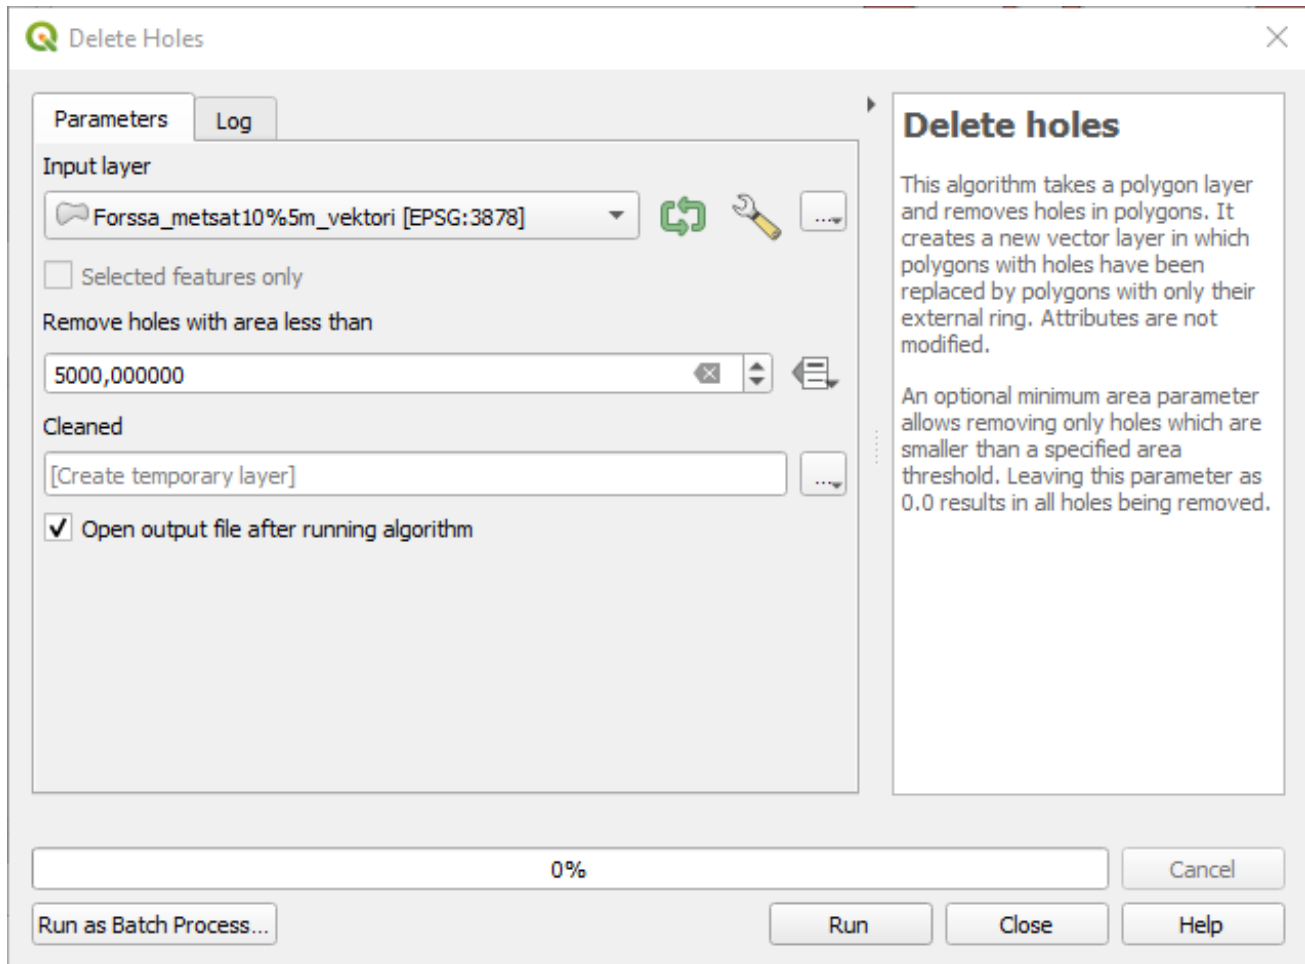 Delete Holes
Parameters
Log
Input layer
Forssa_metsat10%5m_vektori [EPSG:3878]
...
Selected features only
Remove holes with area less than
5000,000000
Cleaned
[Create temporary layer]
...
Open output file after running algorithm
Delete holes
This algorithm takes a polygon layer
and removes holes in polygons. It
creates a new vector layer in which
polygons with holes have been
replaced by polygons with only their
external ring. Attributes are not
modified.
An optional minimum area parameter
allows removing only holes which are
smaller than a specified area
threshold. Leaving this parameter as
0.0 results in all holes being removed.
0%
Cancel
Run as Batch Process...
Run
Close
Help